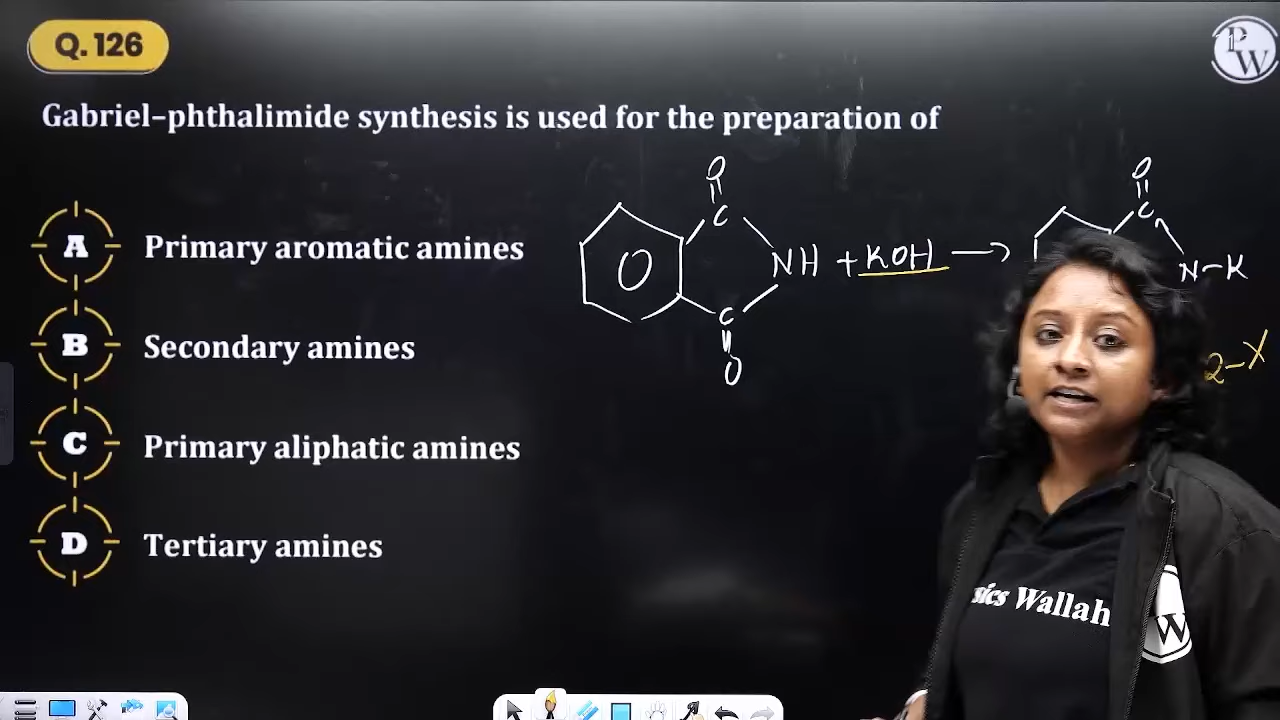 Q. 126
PW
Gabriel–phthalimide synthesis is used for the preparation of
A Primary aromatic amines
B Secondary amines
C Primary aliphatic amines
D Tertiary amines
O
C
NH + KOH →
C
O
O
C
N–K
–X
sics Wallah
W